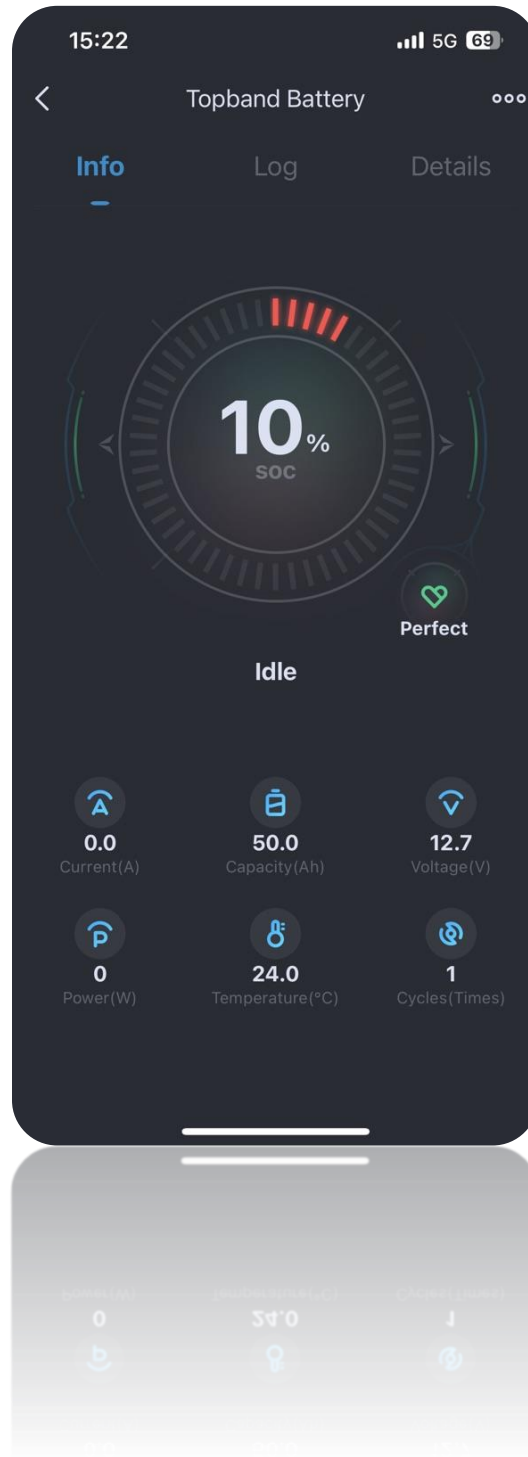 15:22 5G 69
Topband Battery
Info Log Details
10%
SOC
Perfect
Idle
0.0 50.0 12.7
Current(A) Capacity(Ah) Voltage(V)
0 24.0 1
Power(W) Temperature(°C) Cycles(Times)